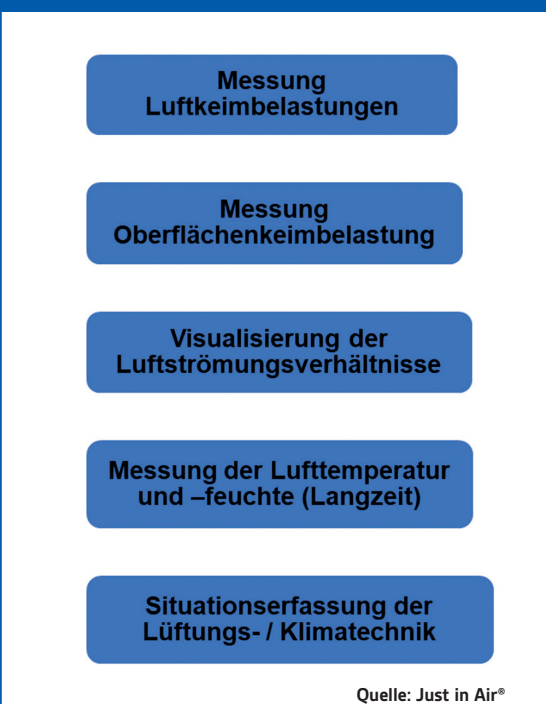 Messung
Luftkeimbelastungen
Messung
Oberflächenkeimbelastung
Visualisierung der
Luftströmungsverhältnisse
Messung der Lufttemperatur
und –feuchte (Langzeit)
Situationserfassung der
Lüftungs- / Klimatechnik
Quelle: Just in Air®